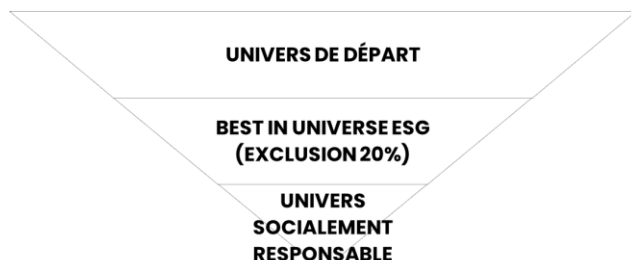 UNIVERS DE DÉPART
BEST IN UNIVERSE ESG
(EXCLUSION 20%)
UNIVERS
SOCIALEMENT
RESPONSABLE